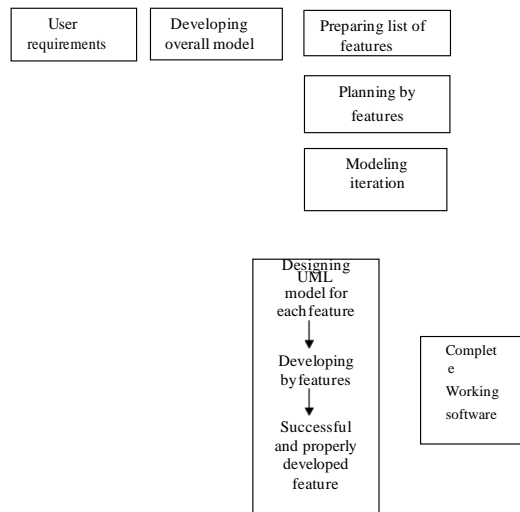 User
requirements
Developing
overall model
Preparing list of
features
Planning by
features
Modeling
iteration
Designing
UML
model for
each feature
Developing
by features
Successful
and properly
developed
feature
Complet
e
Working
software